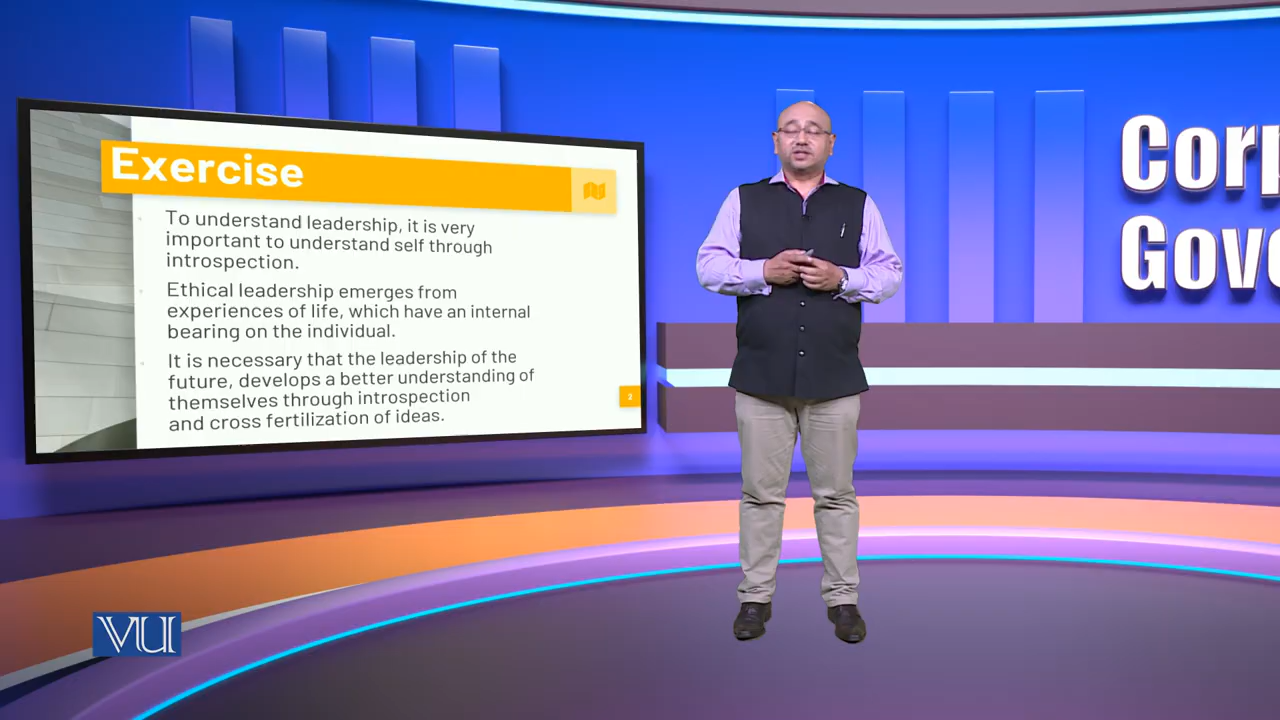 Exercise
To understand leadership, it is very
important to understand self through
introspection.
Ethical leadership emerges from
experiences of life, which have an internal
bearing on the individual.
It is necessary that the leadership of the
future, develops a better understanding of
themselves through introspection
and cross fertilization of ideas.
2
Corp
Gove
VU